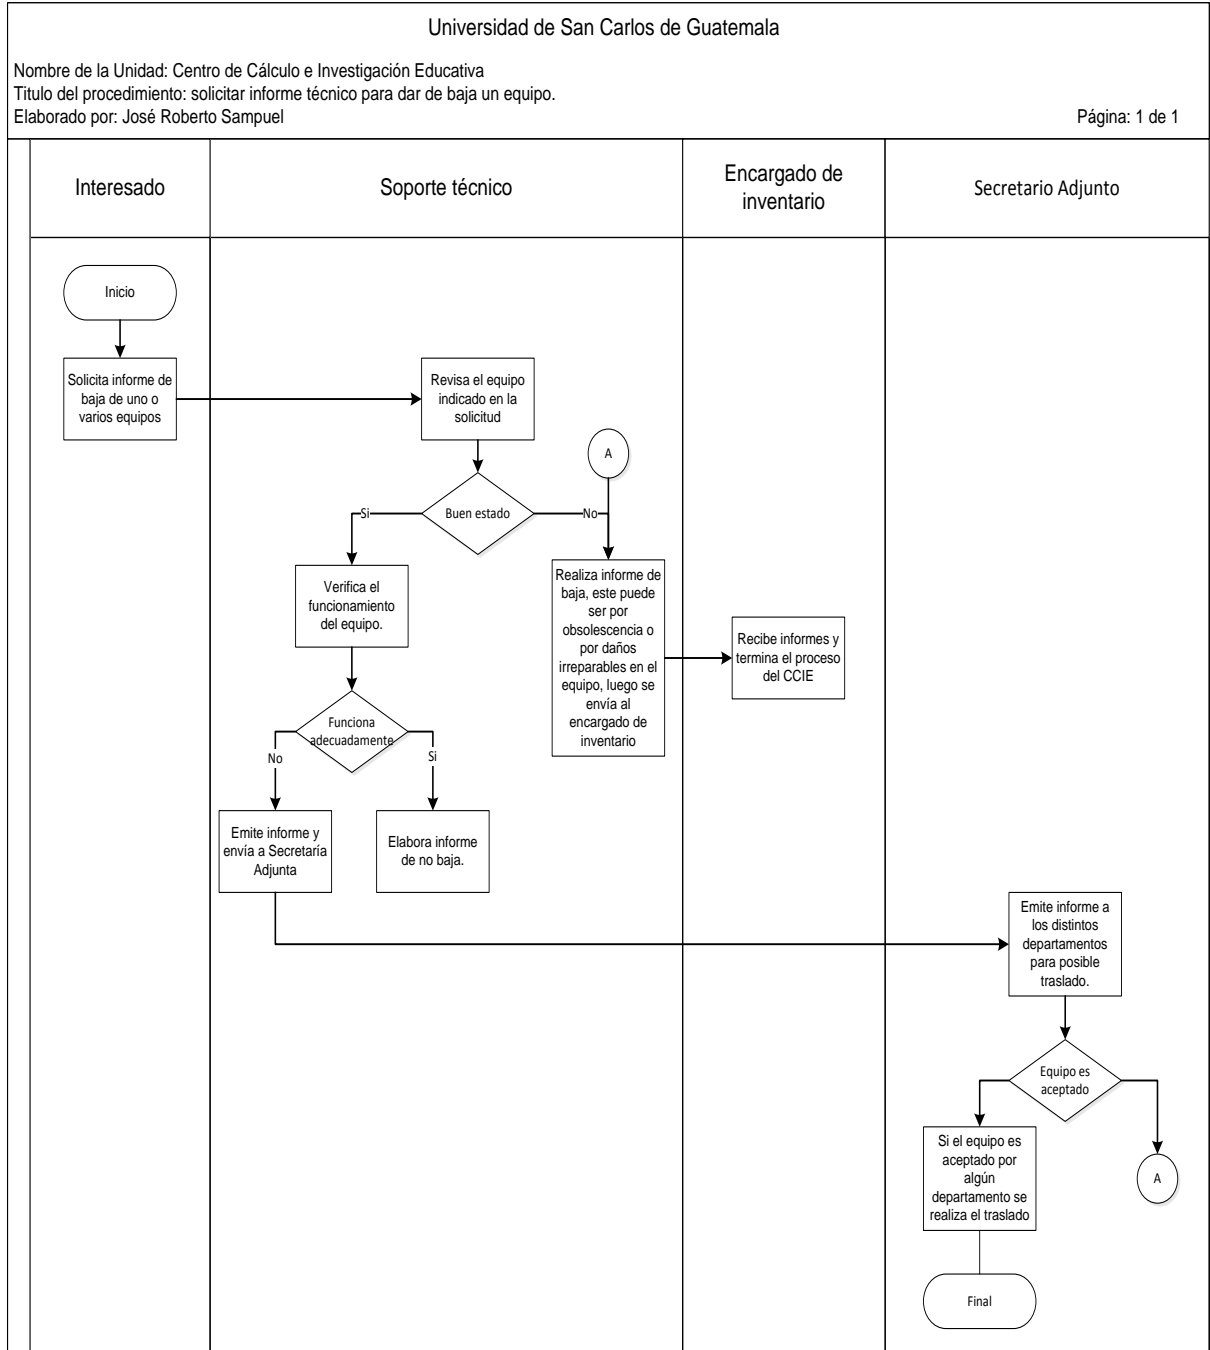 Universidad de San Carlos de Guatemala
Nombre de la Unidad: Centro de Cálculo e Investigación Educativa
Titulo del procedimiento: solicitar informe técnico para dar de baja un equipo.
Elaborado por: José Roberto Sampuel
Página: 1 de 1
Interesado
Soporte técnico
Encargado de
inventario
Secretario Adjunto
Inicio
Solicita informe de
baja de uno o
varios equipos
Revisa el equipo
indicado en la
solicitud
A
Buen estado
Si
No
Verifica el
funcionamiento
del equipo.
Realiza informe de
baja, este puede
ser por
obsolescencia o
por daños
irreparables en el
equipo, luego se
envía al
encargado de
inventario
Recibe informes y
termina el proceso
del CCIE
Funciona
adecuadamente
No
Si
Emite informe y
envía a Secretaría
Adjunta
Elabora informe
de no baja.
Emite informe a
los distintos
departamentos
para posible
traslado.
Equipo es
aceptado
Si el equipo es
aceptado por
algún
departamento se
realiza el traslado
A
Final